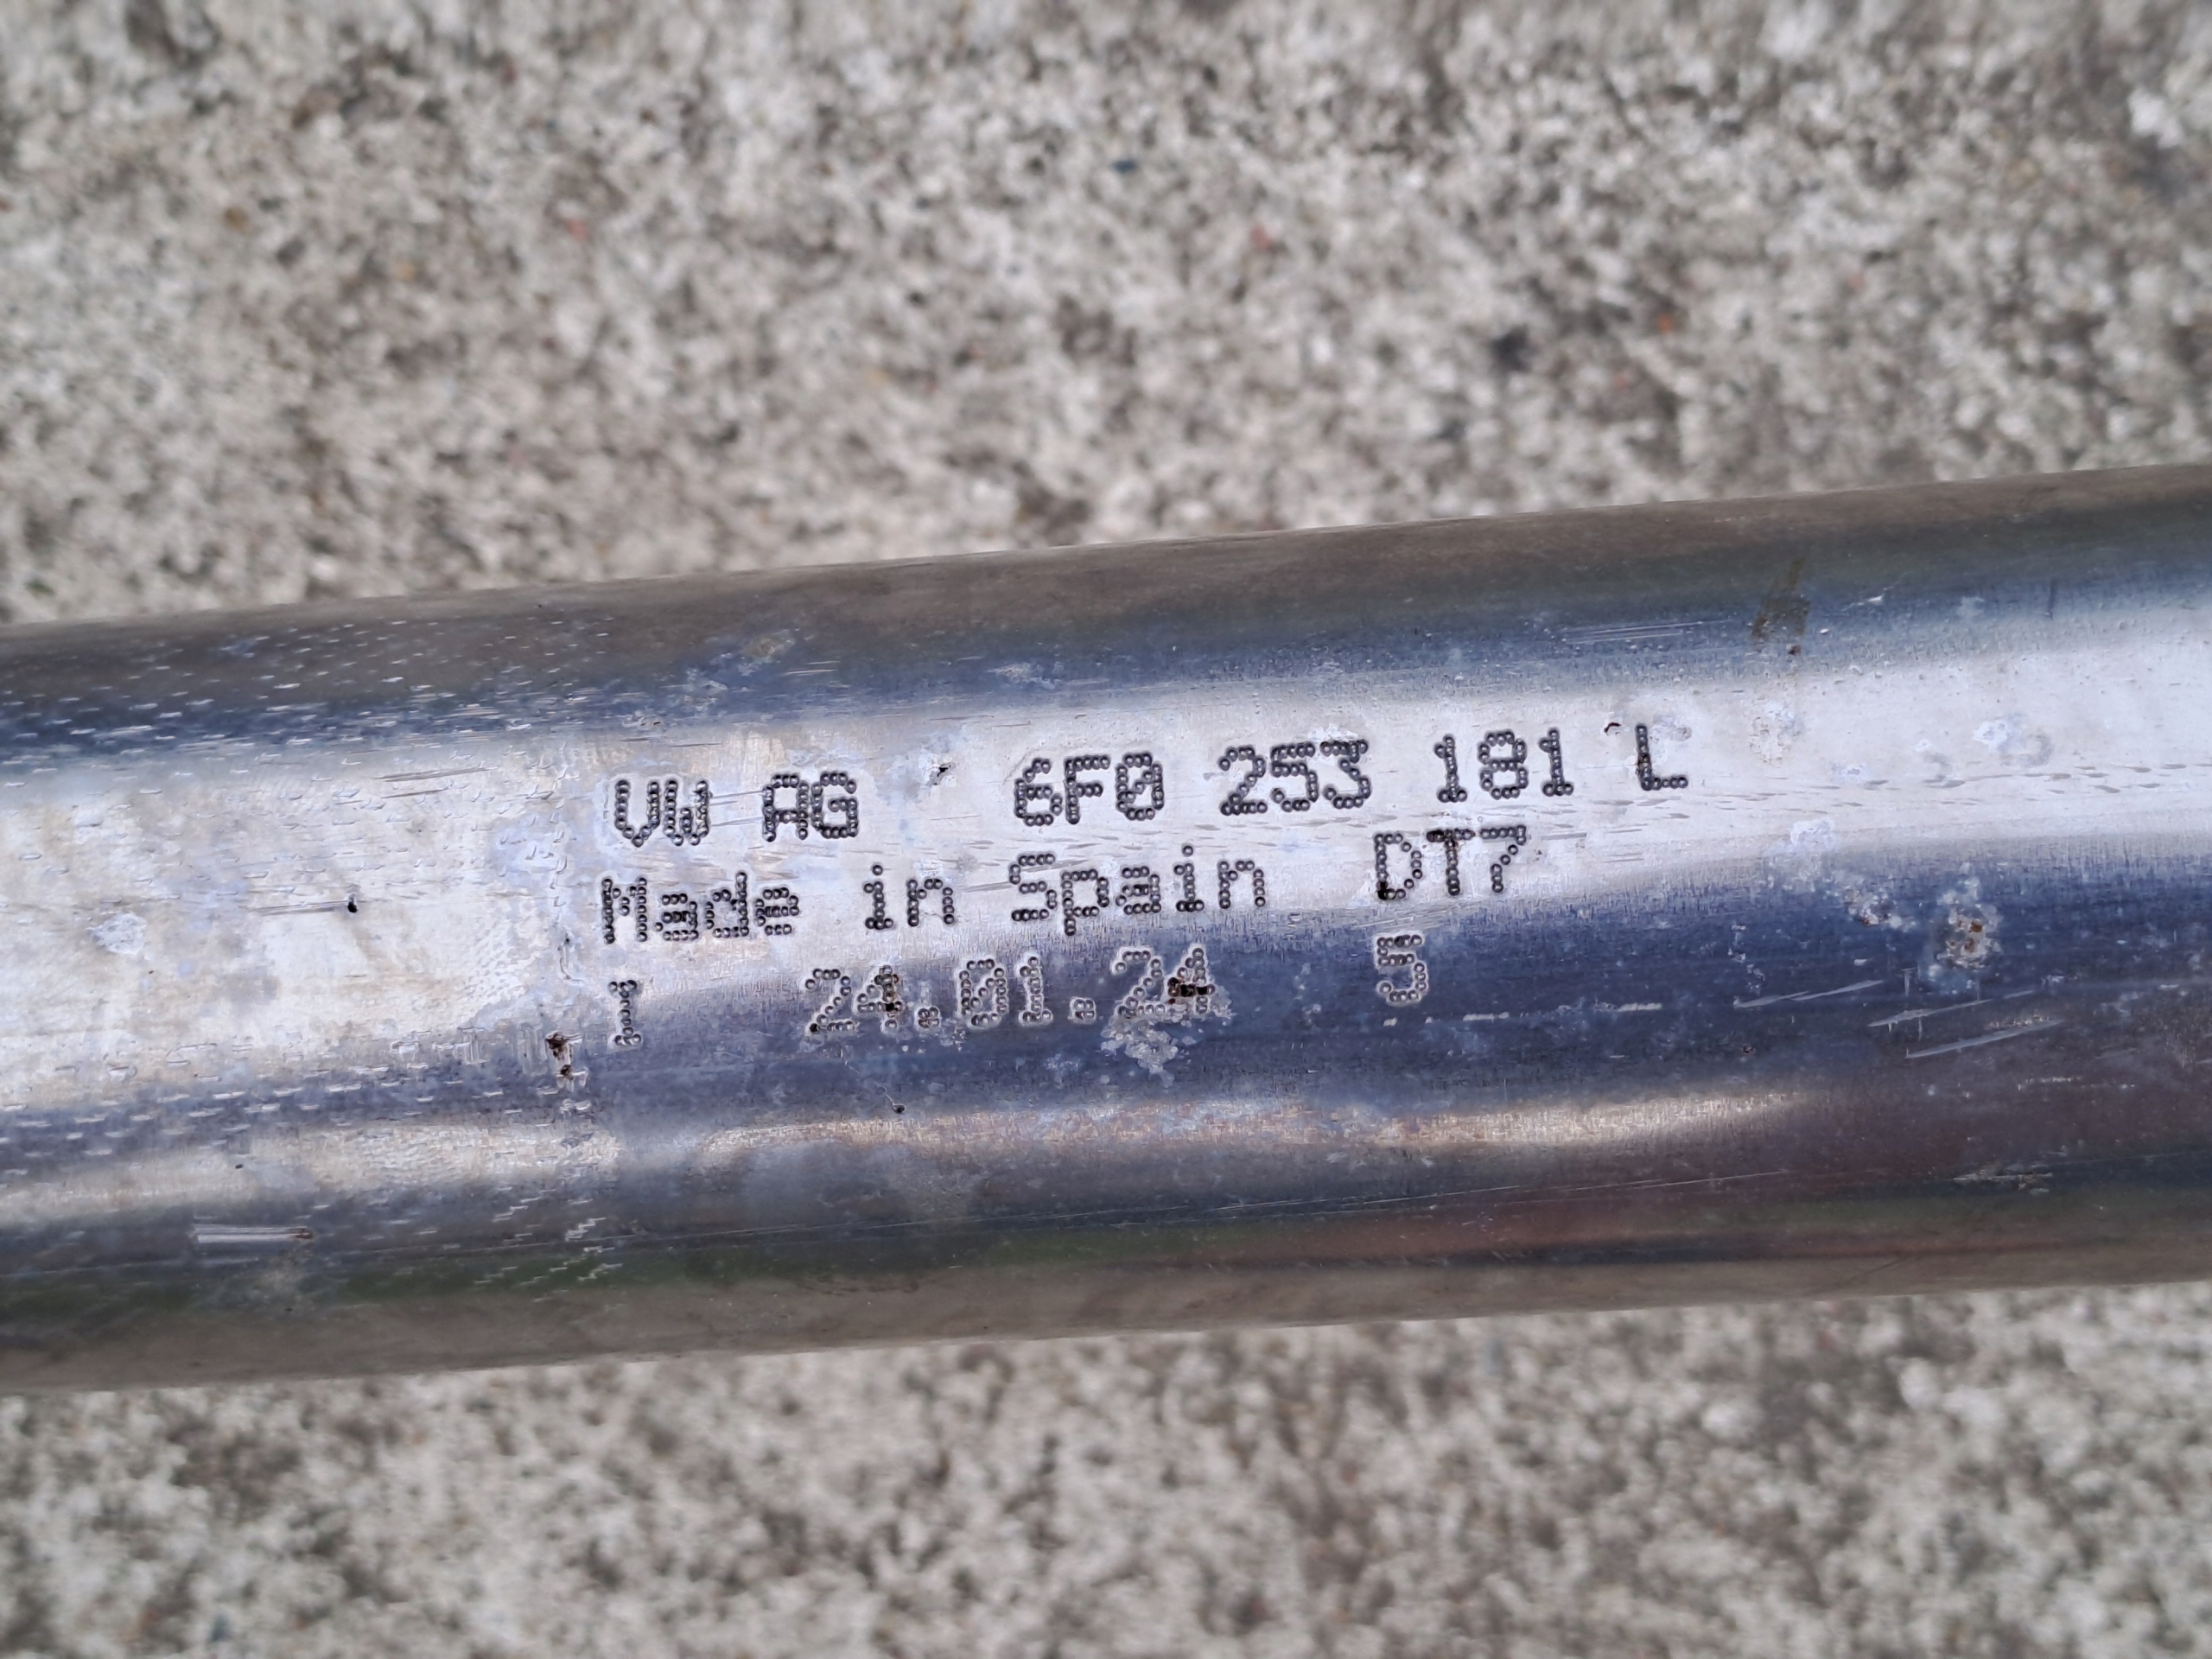 VW AG 6F0 253 181 L
Made in Spain DT7
I 24.01.24 5